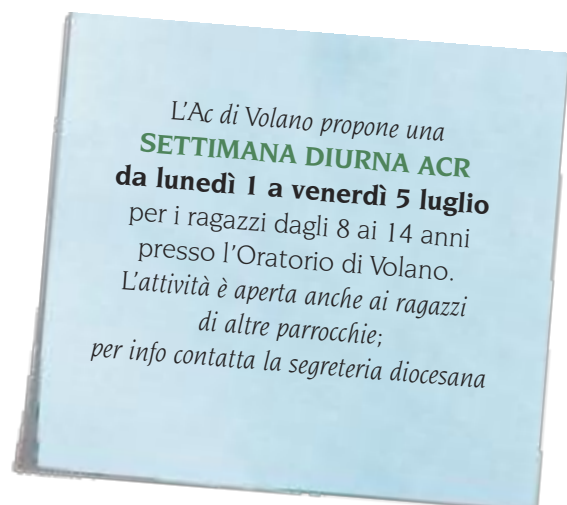 L'Ac di Volano propone una
SETTIMANA DIURNA ACR
da lunedì 1 a venerdì 5 luglio
per i ragazzi dagli 8 ai 14 anni
presso l'Oratorio di Volano.
L'attività è aperta anche ai ragazzi
di altre parrocchie;
per info contatta la segreteria diocesana